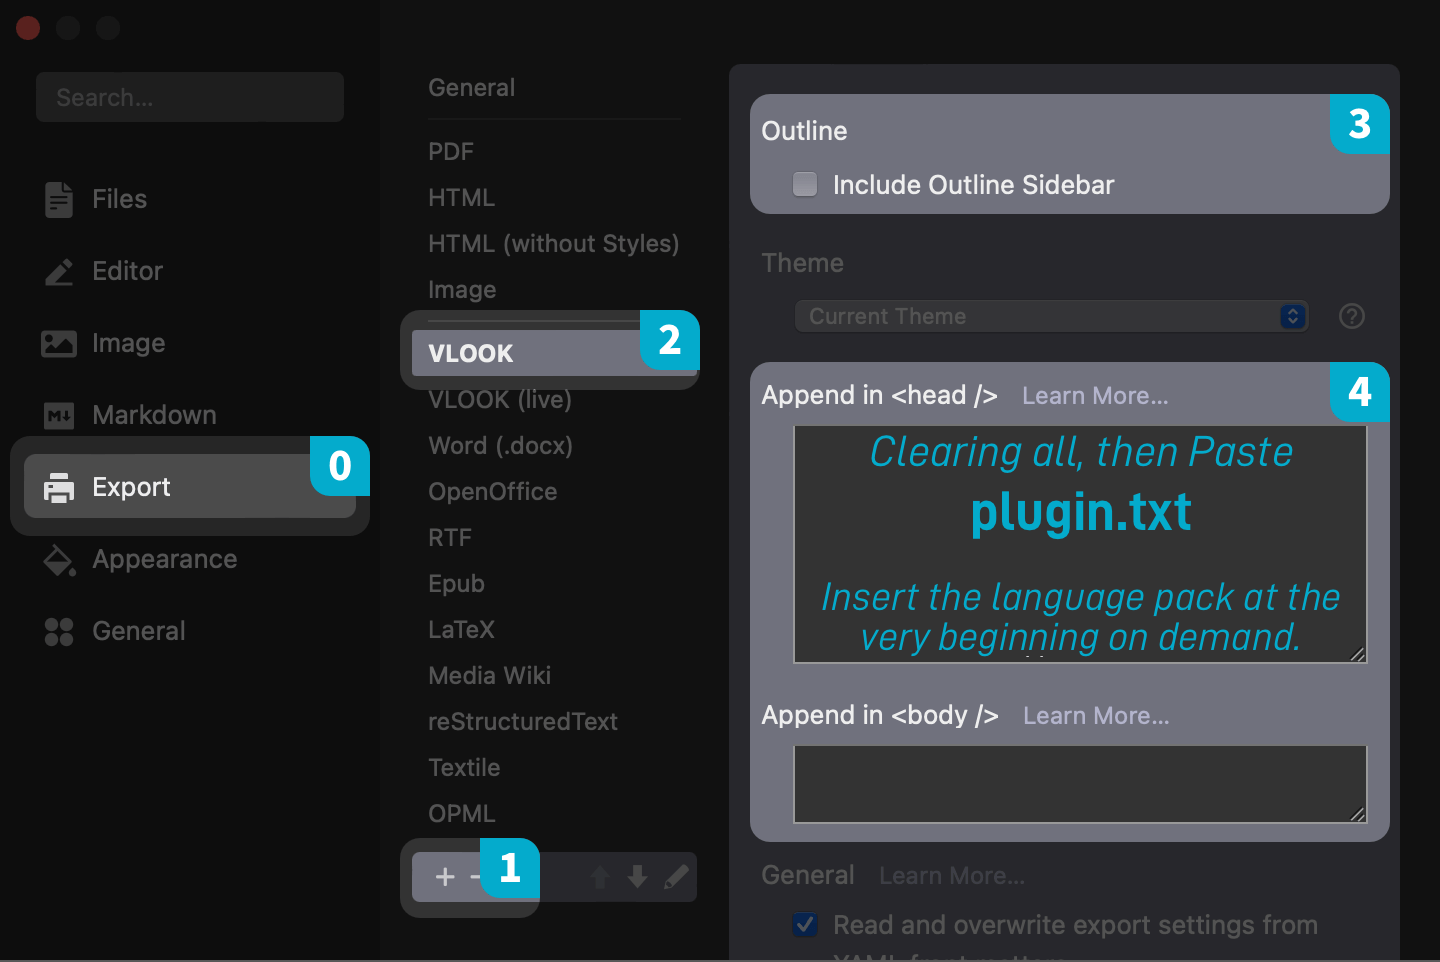 Search...
Files
Editor
Image
Markdown
Export
0
Appearance
General
General
PDF
HTML
HTML (without Styles)
Image
VLOOK
2
VLOOK (live)
Word (.docx)
OpenOffice
RTF
Epub
LaTeX
Media Wiki
reStructuredText
Textile
OPML
+ −
1
Outline
3
Include Outline Sidebar
Theme
Current Theme
?
Append in <head /> Learn More...
4
Clearing all, then Paste
plugin.txt
Insert the language pack at the
very beginning on demand.
Append in <body /> Learn More...
General Learn More...
Read and overwrite export settings from
YAML front matter